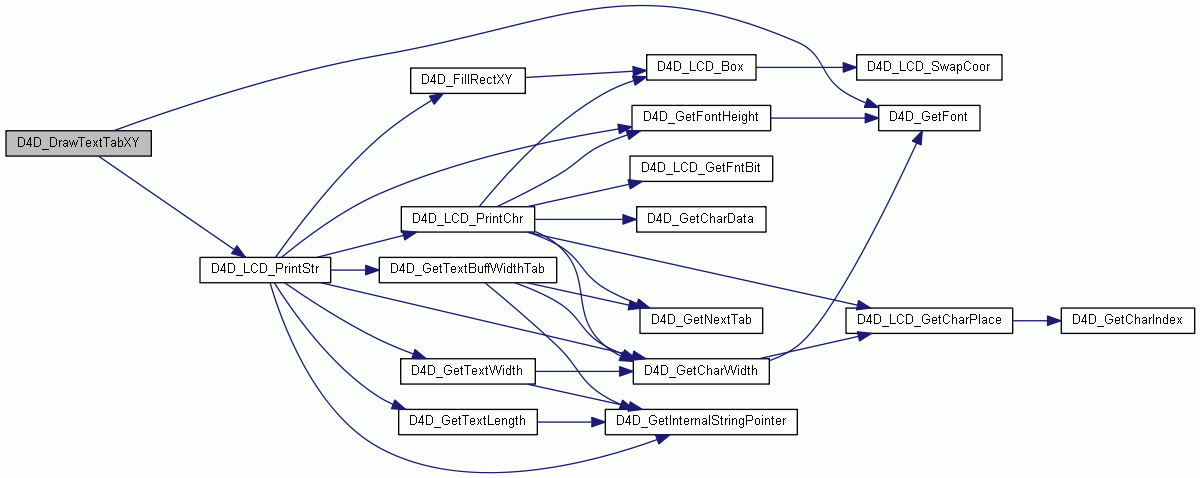 D4D_DrawTextTabXY
D4D_LCD_PrintStr
D4D_FillRectXY
D4D_LCD_PrintChr
D4D_GetTextBuffWidthTab
D4D_GetTextWidth
D4D_GetTextLength
D4D_LCD_Box
D4D_GetFontHeight
D4D_LCD_GetFntBit
D4D_GetCharData
D4D_GetNextTab
D4D_GetCharWidth
D4D_GetInternalStringPointer
D4D_LCD_SwapCoor
D4D_GetFont
D4D_LCD_GetCharPlace
D4D_GetCharIndex